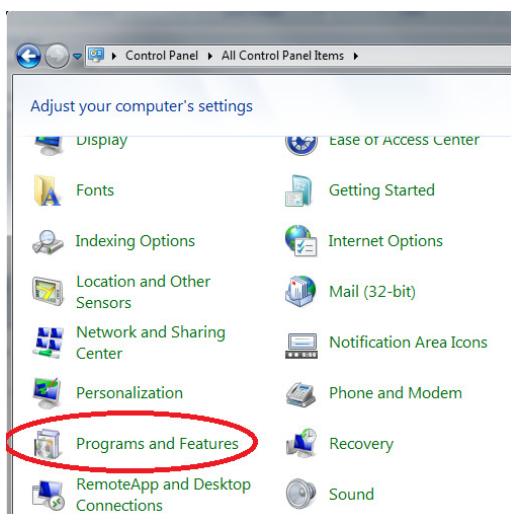 Control Panel ▸ All Control Panel Items ▸
Adjust your computer's settings
Display
Ease of Access Center
Fonts
Getting Started
Indexing Options
Internet Options
Location and Other
Sensors
Mail (32-bit)
Network and Sharing
Center
Notification Area Icons
Personalization
Phone and Modem
Programs and Features
Recovery
RemoteApp and Desktop
Connections
Sound